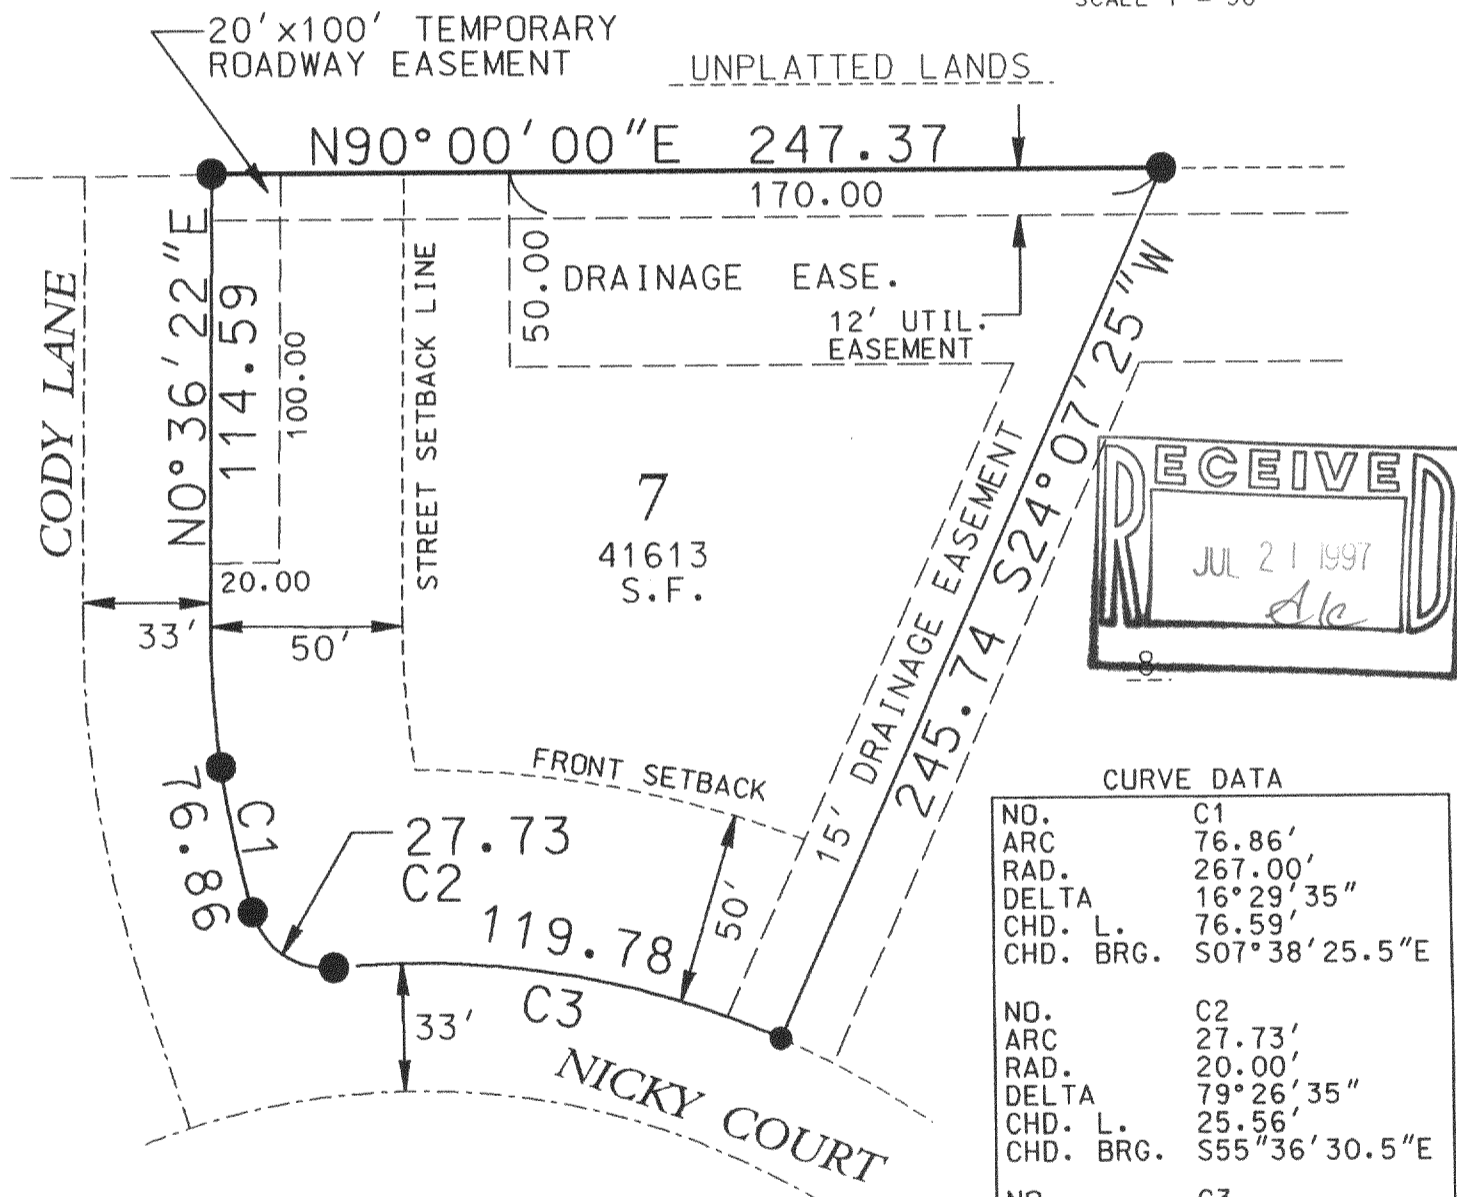 20'x100' TEMPORARY
ROADWAY EASEMENT
UNPLATTED LANDS
N90°00'00"E 247.37
170.00
CODY LANE
N0°36'22"E
114.59
100.00
20.00
STREET SETBACK LINE
50.00
DRAINAGE EASE.
12' UTIL.
EASEMENT
7
41613
S.F.
33'
50'
15' DRAINAGE EASEMENT
245.74 S24°07'25"W
RECEIVED
JUL 21 1997
8
FRONT SETBACK
50'
C1
76.86
27.73
C2
119.78
C3
33'
NICKY COURT
CURVE DATA
NO. C1
ARC 76.86'
RAD. 267.00'
DELTA 16°29'35"
CHD. L. 76.59'
CHD. BRG. S07°38'25.5"E
NO. C2
ARC 27.73'
RAD. 20.00'
DELTA 79°26'35"
CHD. L. 25.56'
CHD. BRG. S55"36'30.5"E